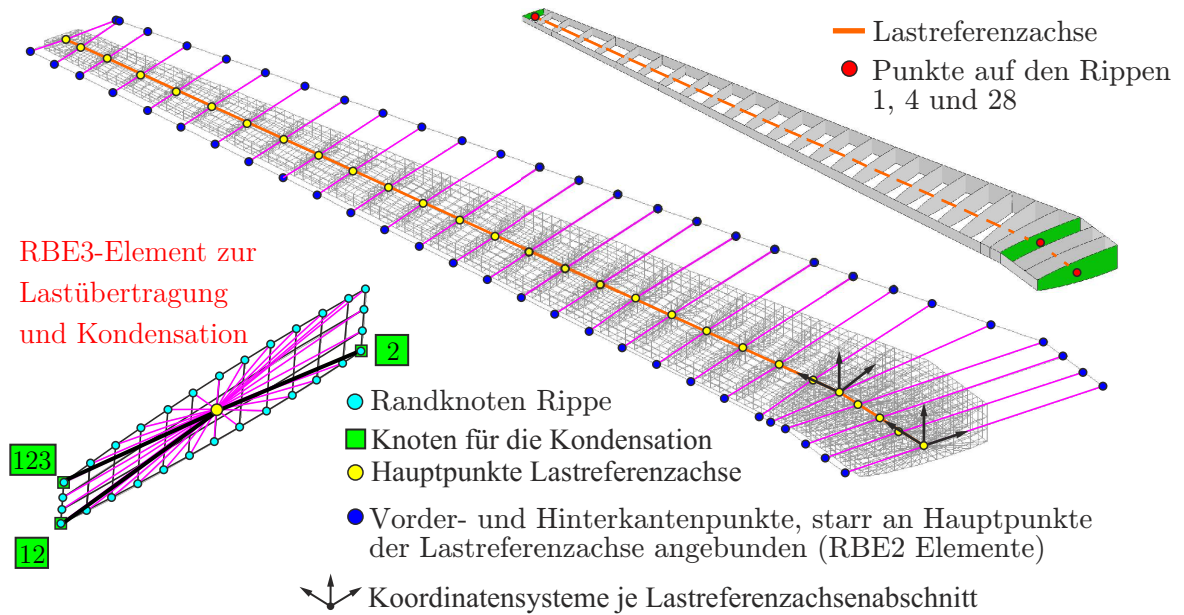 Lastreferenzachse
Punkte auf den Rippen
1, 4 und 28
RBE3-Element zur
Lastübertragung
und Kondensation
2
123
12
Randknoten Rippe
Knoten für die Kondensation
Hauptpunkte Lastreferenzachse
Vorder- und Hinterkantenpunkte, starr an Hauptpunkte
der Lastreferenzachse angebunden (RBE2 Elemente)
Koordinatensysteme je Lastreferenzachsenabschnitt